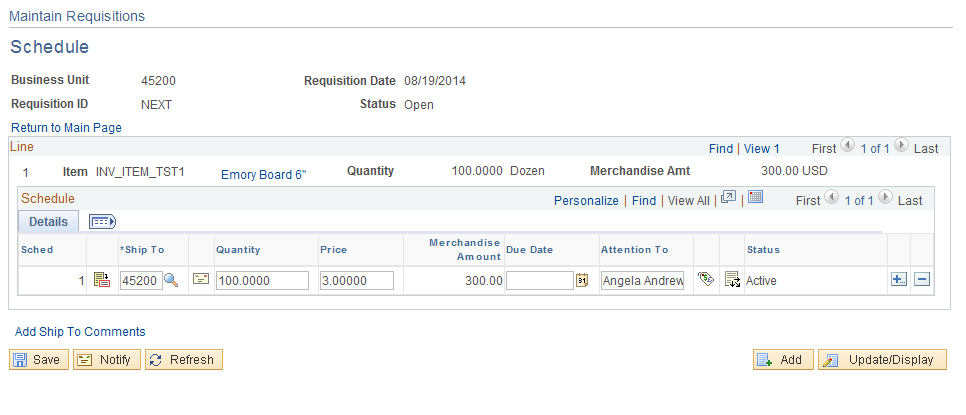 Maintain Requisitions
Schedule
Business Unit 45200 Requisition Date 08/19/2014
Requisition ID NEXT Status Open
Return to Main Page
Line Find | View 1 First 1 of 1 Last
1 Item INV_ITEM_TST1 Emory Board 6" Quantity 100.0000 Dozen Merchandise Amt 300.00 USD
Schedule Personalize | Find | View All | | First 1 of 1 Last
Details
Sched *Ship To Quantity Price Merchandise Amount Due Date Attention To Status
1 45200 100.0000 3.00000 300.00 31 Angela Andrew Active
Add Ship To Comments
Save Notify Refresh Add Update/Display